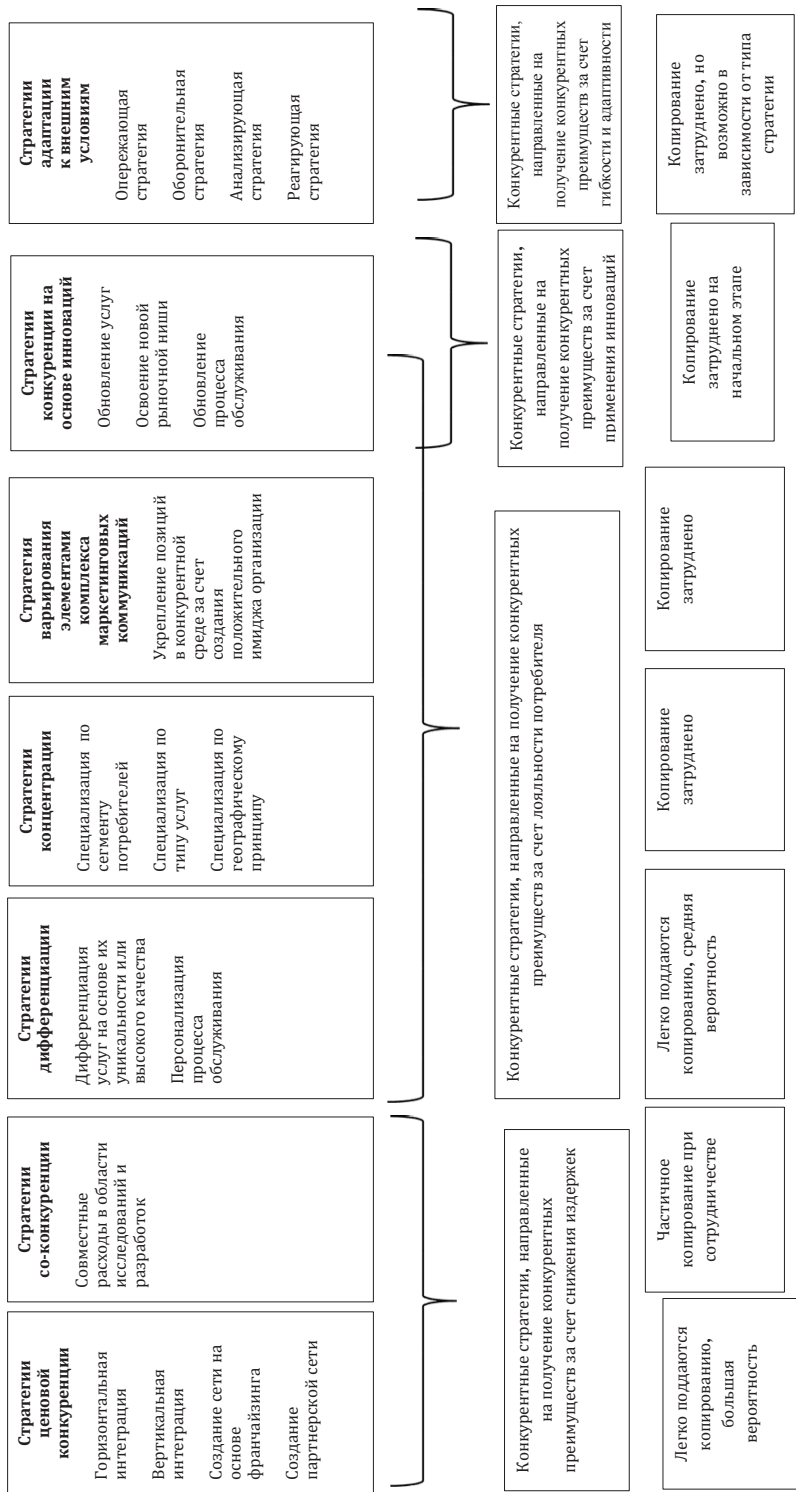 Стратегии
ценовой
конкуренции
Горизонтальная
интеграция
Вертикальная
интеграция
Создание сети на
основе
франчайзинга
Создание
партнерской сети
Стратегии
со-конкуренции
Совместные
расходы в области
исследований и
разработок
Стратегии
дифференциации
Дифференциация
услуг на основе их
уникальности или
высокого качества
Персонализация
процесса
обслуживания
Стратегии
концентрации
Специализация по
сегменту
потребителей
Специализация по
типу услуг
Специализация по
географическому
принципу
Стратегия
варьирования
элементами
комплекса
маркетинговых
коммуникаций
Укрепление позиций
в конкурентной
среде за счет
создания
положительного
имиджа организации
Стратегии
конкуренции на
основе инноваций
Обновление услуг
Освоение новой
рыночной ниши
Обновление
процесса
обслуживания
Стратегии
адаптации
к внешним
условиям
Опережающая
стратегия
Оборонительная
стратегия
Анализирующая
стратегия
Реагирующая
стратегия
Конкурентные стратегии, направленные
на получение конкурентных
преимуществ за счет снижения издержек
Конкурентные стратегии, направленные на получение конкурентных
преимуществ за счет лояльности потребителя
Конкурентные стратегии,
направленные на
получение конкурентных
преимуществ за счет
применения инноваций
Конкурентные стратегии,
направленные на
получение конкурентных
преимуществ за счет
гибкости и адаптивности
Легко поддаются
копированию,
большая
вероятность
Частичное
копирование при
сотрудничестве
Легко поддаются
копированию, средняя
вероятность
Копирование
затруднено
Копирование
затруднено
Копирование
затруднено на
начальном этапе
Копирование
затруднено, но
возможно в
зависимости от типа
стратегии